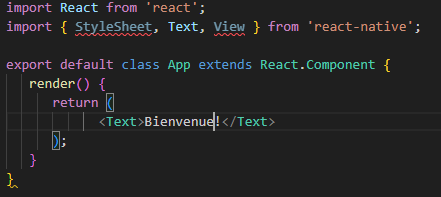 import React from 'react';
import { StyleSheet, Text, View } from 'react-native';
export default class App extends React.Component {
render() {
return (
<Text>Bienvenue!</Text>
);
}
}